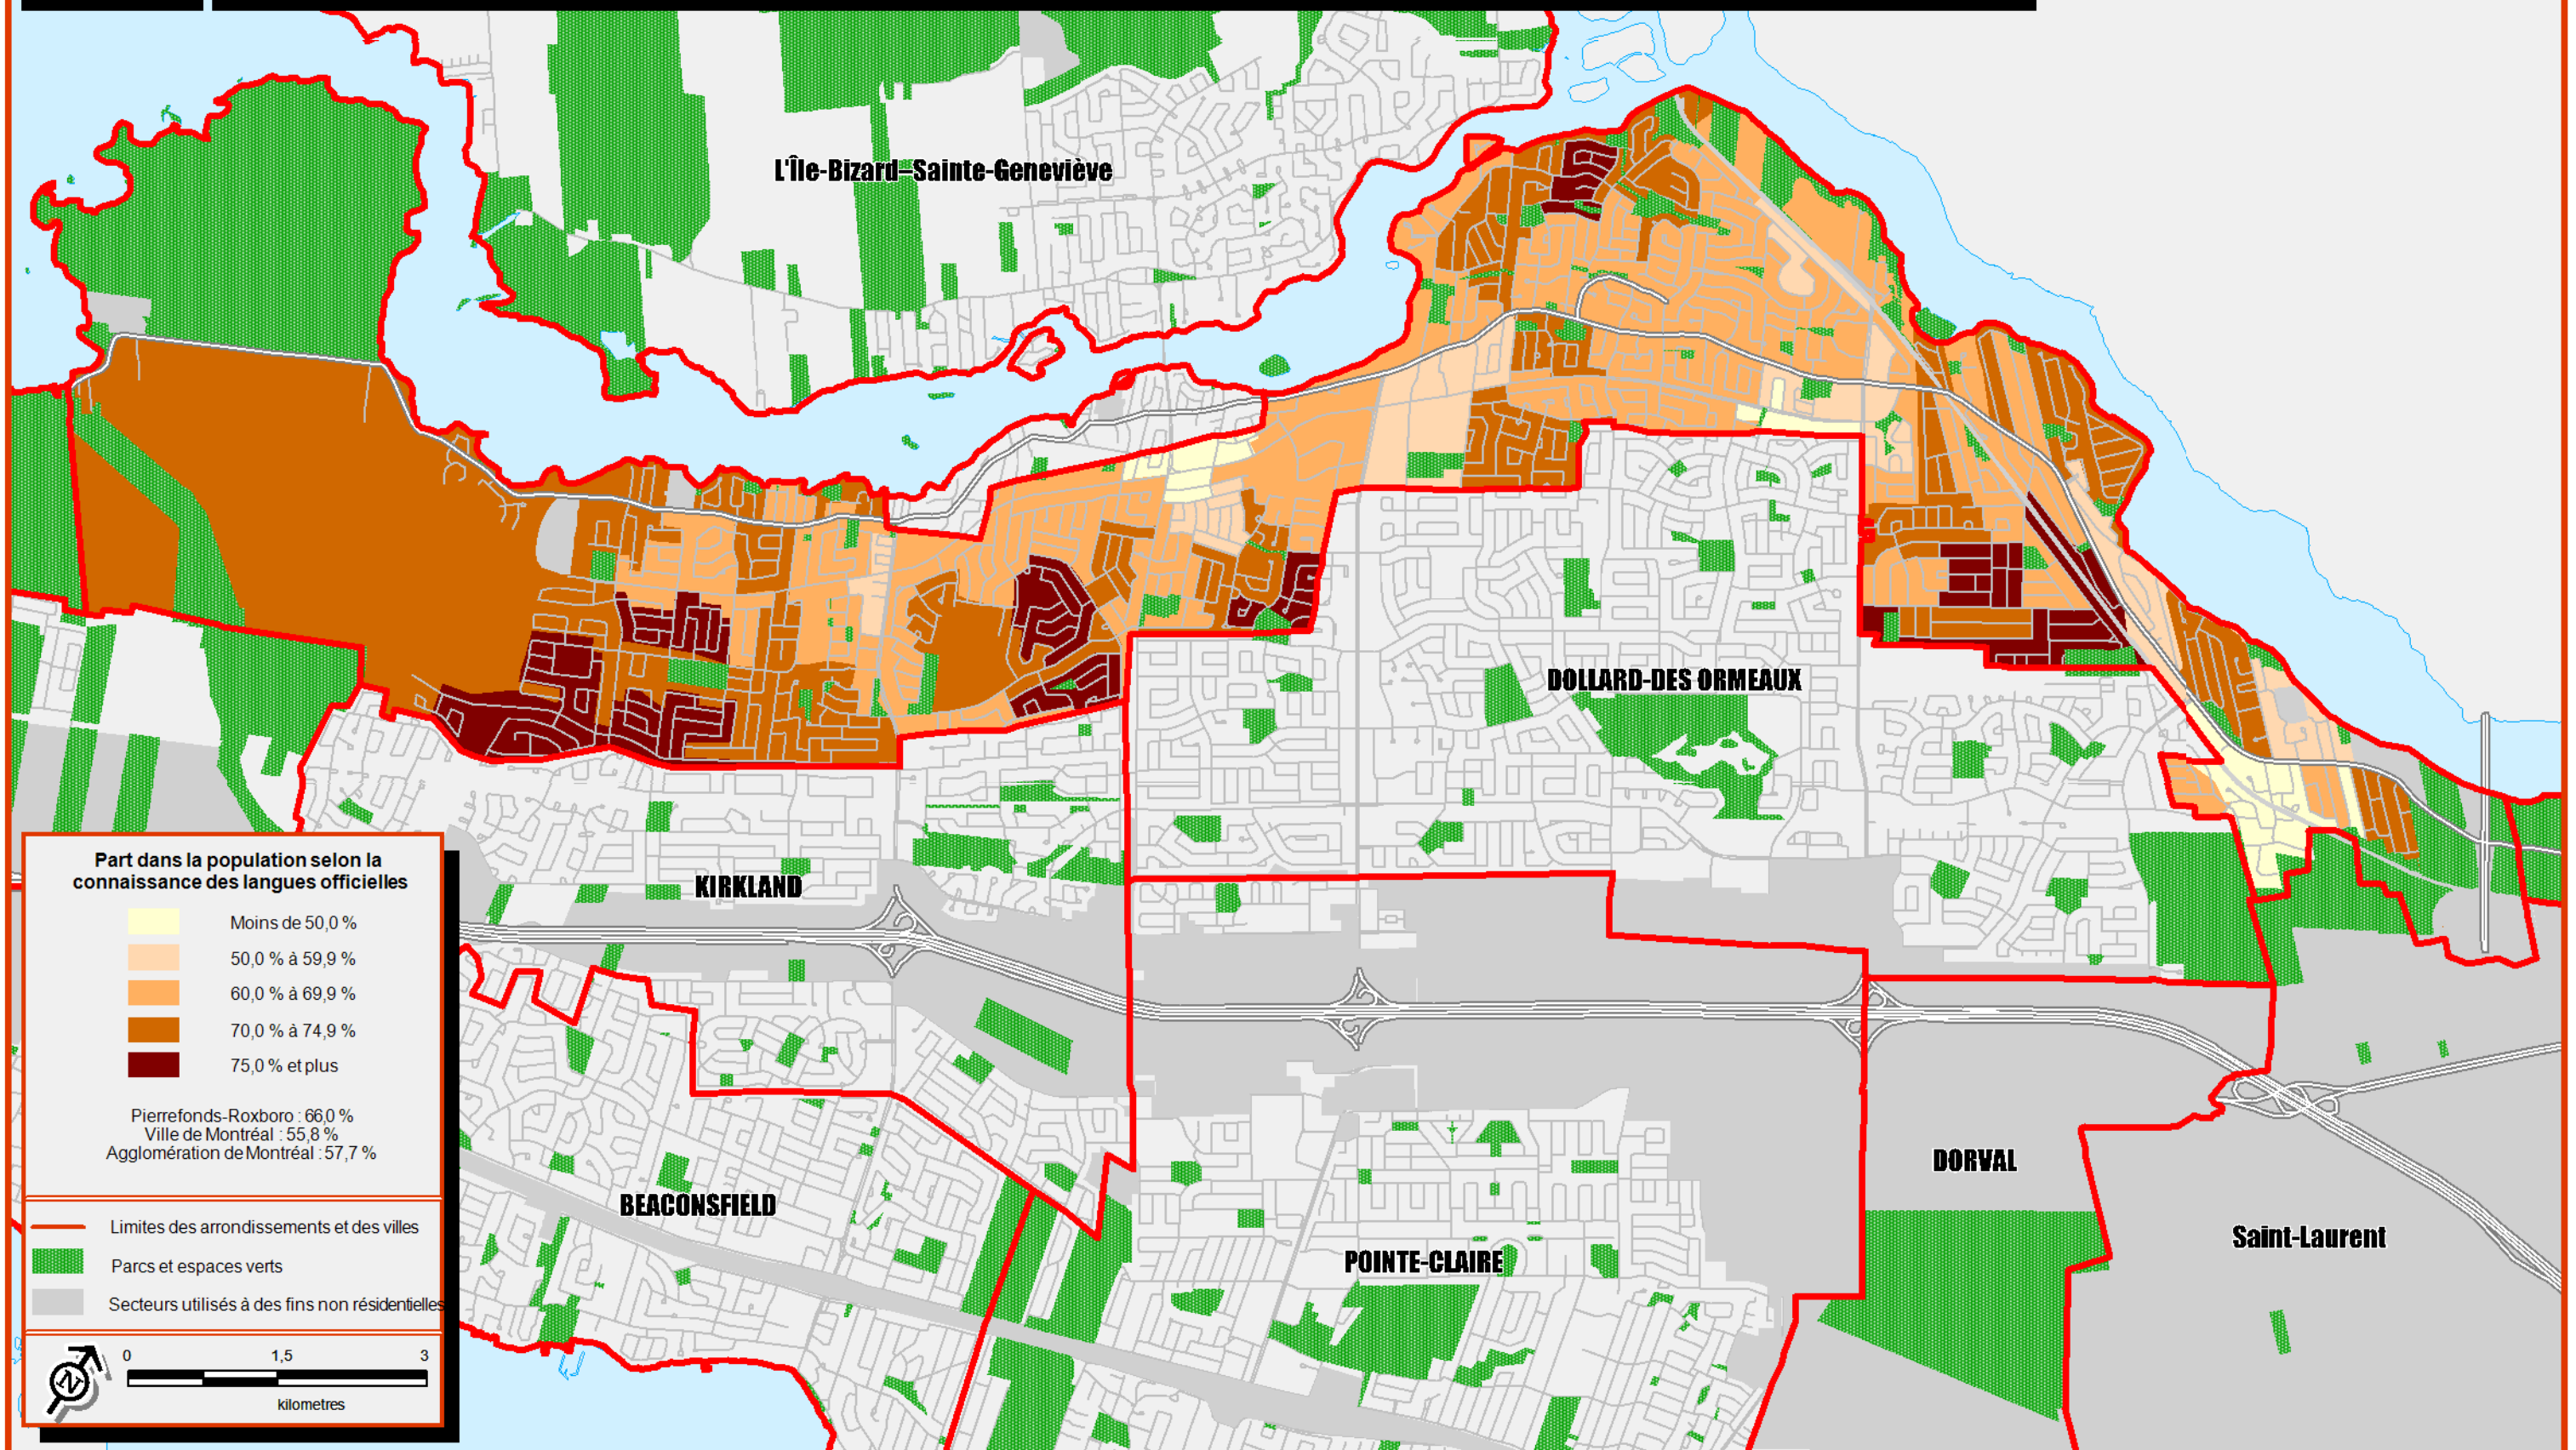 L'Île-Bizard–Sainte-Geneviève
DOLLARD-DES ORMEAUX
KIRKLAND
BEACONSFIELD
POINTE-CLAIRE
DORVAL
Saint-Laurent
Part dans la population selon la
connaissance des langues officielles
Moins de 50,0 %
50,0 % à 59,9 %
60,0 % à 69,9 %
70,0 % à 74,9 %
75,0 % et plus
Pierrefonds-Roxboro : 66,0 %
Ville de Montréal : 55,8 %
Agglomération de Montréal : 57,7 %
Limites des arrondissements et des villes
Parcs et espaces verts
Secteurs utilisés à des fins non résidentielles
N
0 1,5 3
kilometres